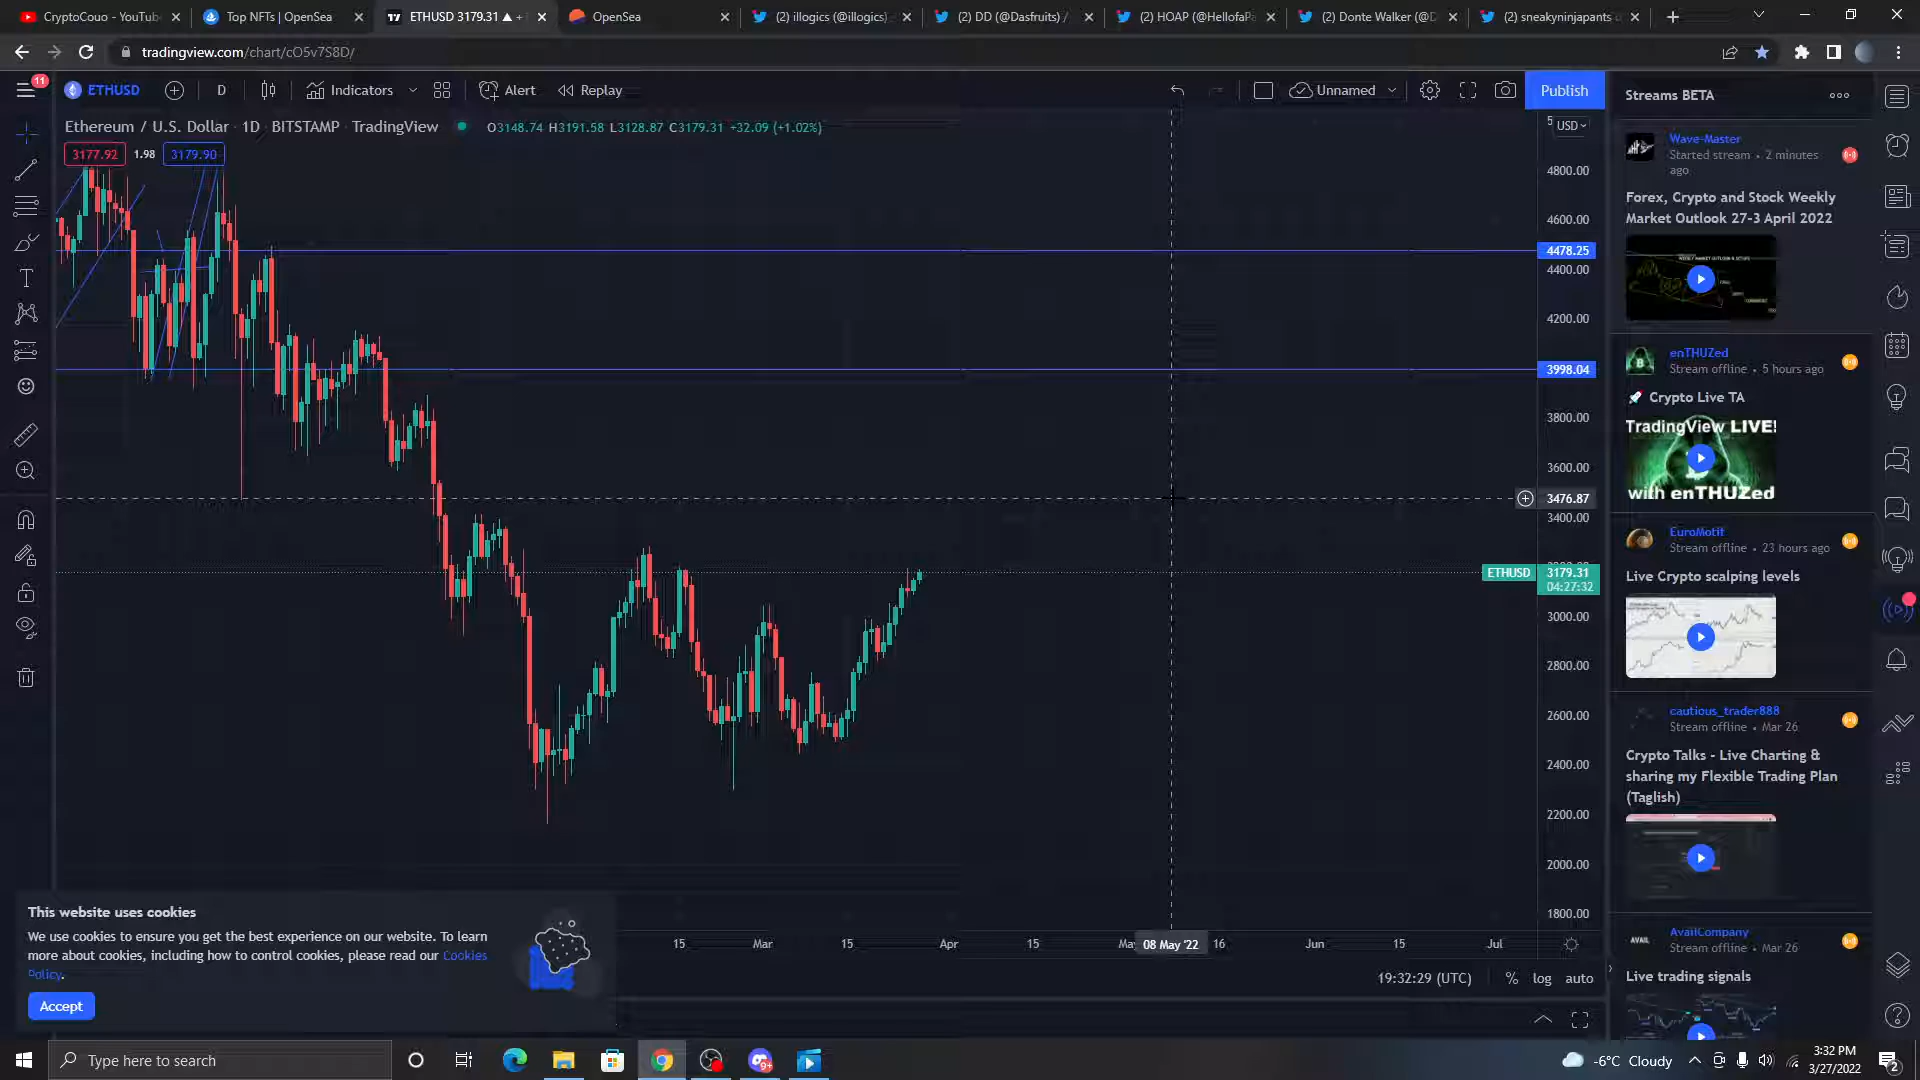 CryptoCouo - YouTub
Top NFTs | OpenSea
ETHUSD 3179.31 ▲ +
OpenSea
(2) illogics (@illogics)
(2) DD (@Dasfruits) /
(2) HOAP (@HellofaPa
(2) Donte Walker (@D
(2) sneakyninjapants
tradingview.com/chart/cO5v7S8D/
11
ETHUSD
D
Indicators
Alert
Replay
Unnamed
Publish
Ethereum / U.S. Dollar · 1D · BITSTAMP · TradingView
O3148.74 H3191.58 L3128.87 C3179.31 +32.09 (+1.02%)
3177.92
1.98
3179.90
USD
4800.00
4600.00
4478.25
4400.00
4200.00
3998.04
3800.00
3600.00
3476.87
3400.00
ETHUSD
3179.31
04:27:32
3000.00
2800.00
2600.00
2400.00
2200.00
2000.00
1800.00
15
Mar
15
Apr
15
May
08 May '22
16
Jun
15
Jul
19:32:29 (UTC)
%
log
auto
Streams BETA
Wave-Master
Started stream • 2 minutes
ago
Forex, Crypto and Stock Weekly
Market Outlook 27-3 April 2022
enTHUZed
Stream offline • 5 hours ago
🚀 Crypto Live TA
TradingView LIVE!
with enTHUZed
EuroMotif
Stream offline • 23 hours ago
Live Crypto scalping levels
cautious_trader888
Stream offline • Mar 26
Crypto Talks - Live Charting &
sharing my Flexible Trading Plan
(Taglish)
AVAIL
AvailCompany
Stream offline • Mar 26
Live trading signals
This website uses cookies
We use cookies to ensure you get the best experience on our website. To learn
more about cookies, including how to control cookies, please read our Cookies
Policy.
Accept
Type here to search
9+
-6°C Cloudy
3:32 PM
3/27/2022
2